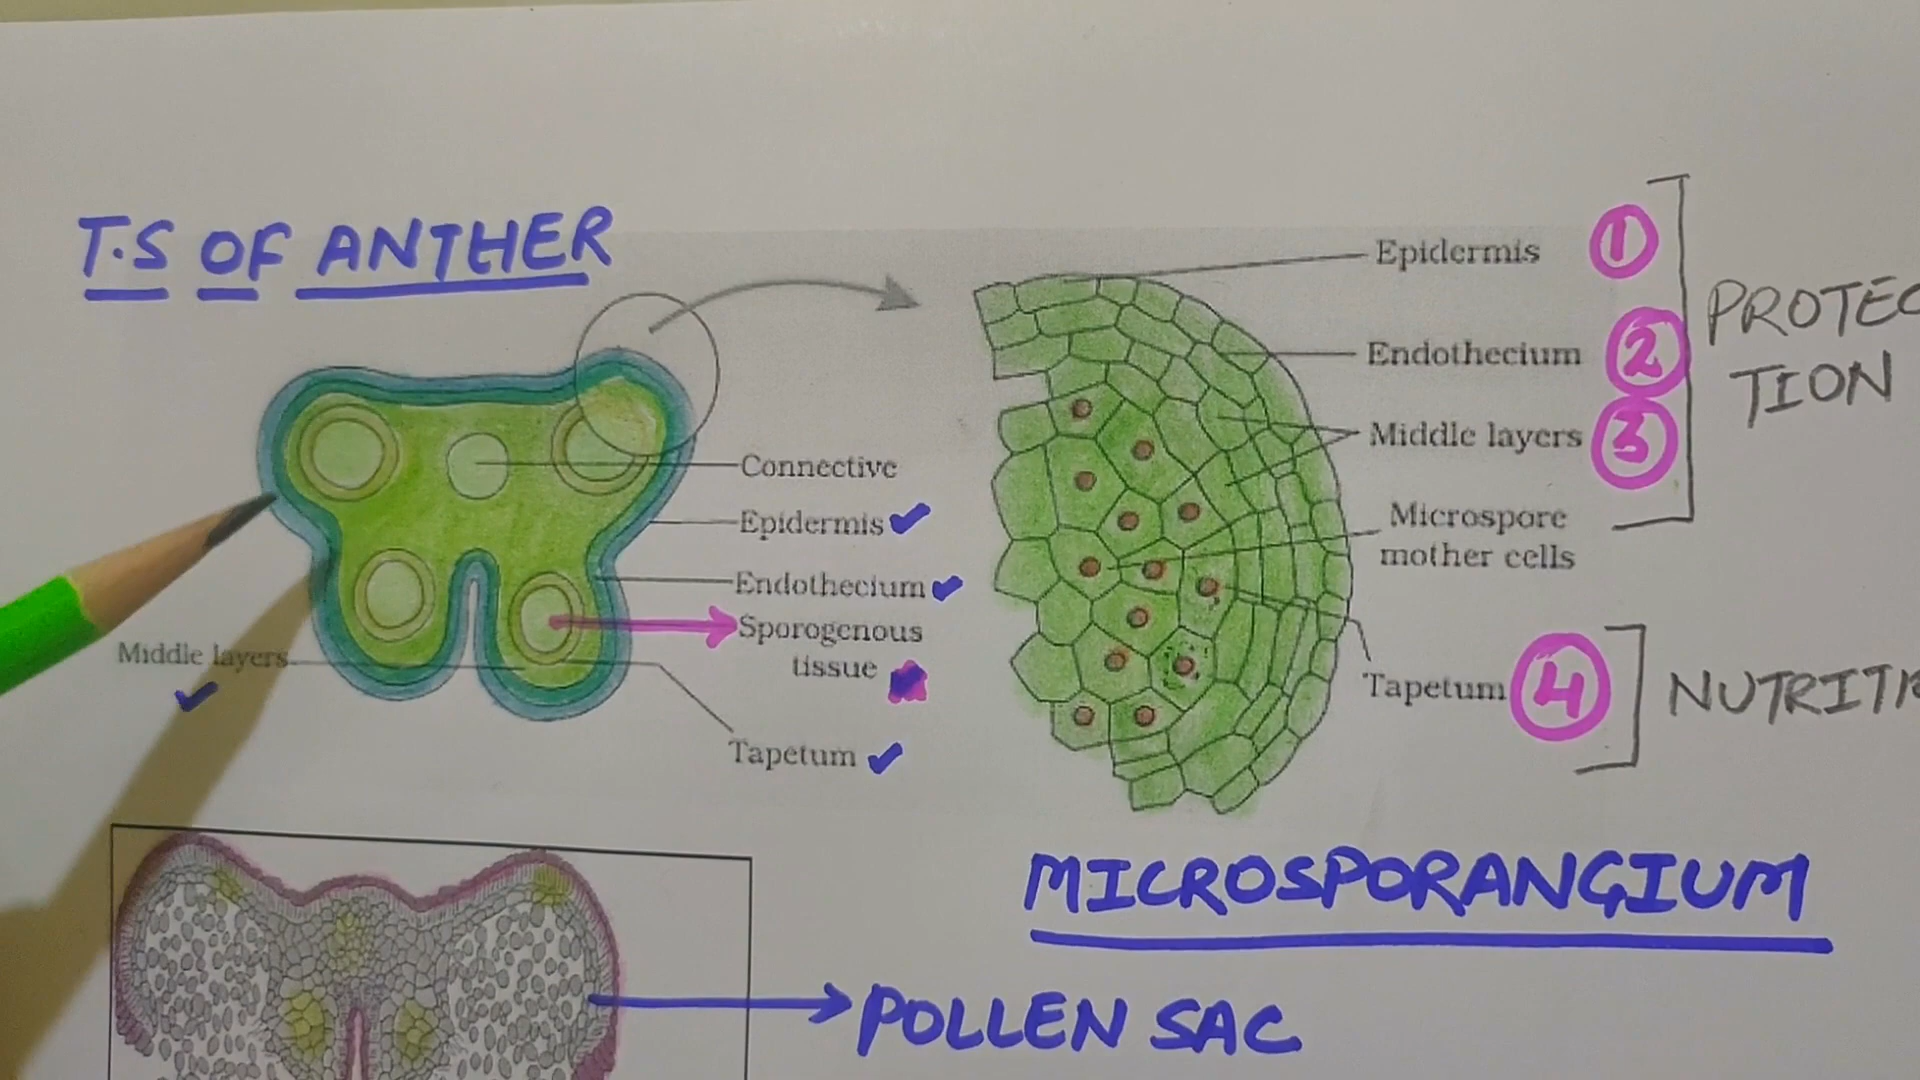 T.S OF ANTHER
Connective
Epidermis
Endothecium
Sporogenous
tissue
Middle layers
Tapetum
Epidermis 1
Endothecium 2
Middle layers 3
PROTEC
TION
Microspore
mother cells
Tapetum 4
NUTRITI
MICROSPORANGIUM
POLLEN SAC